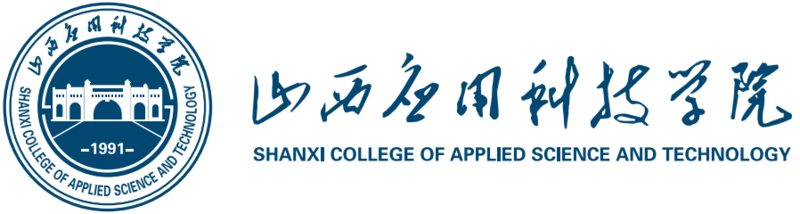 山西应用科技学院
SHANXI COLLEGE OF APPLIED SCIENCE AND TECHNOLOGY
-1991-
山西应用科技学院
SHANXI COLLEGE OF APPLIED SCIENCE AND TECHNOLOGY